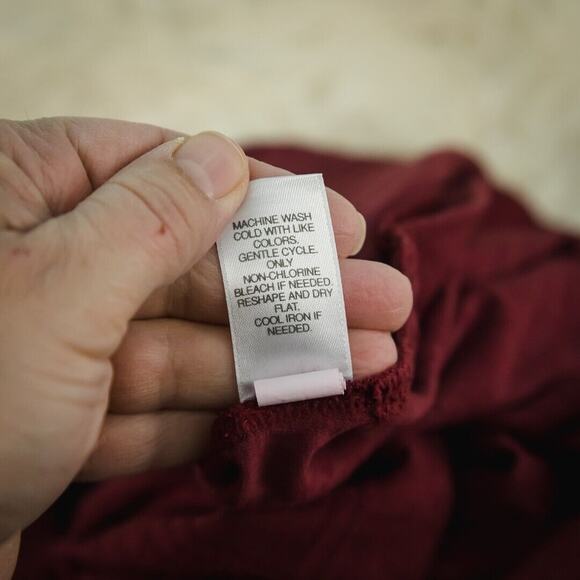 MACHINE WASH
COLD WITH LIKE
COLORS.
GENTLE CYCLE.
ONLY
NON-CHLORINE
BLEACH IF NEEDED.
RESHAPE AND DRY
FLAT.
COOL IRON IF
NEEDED.